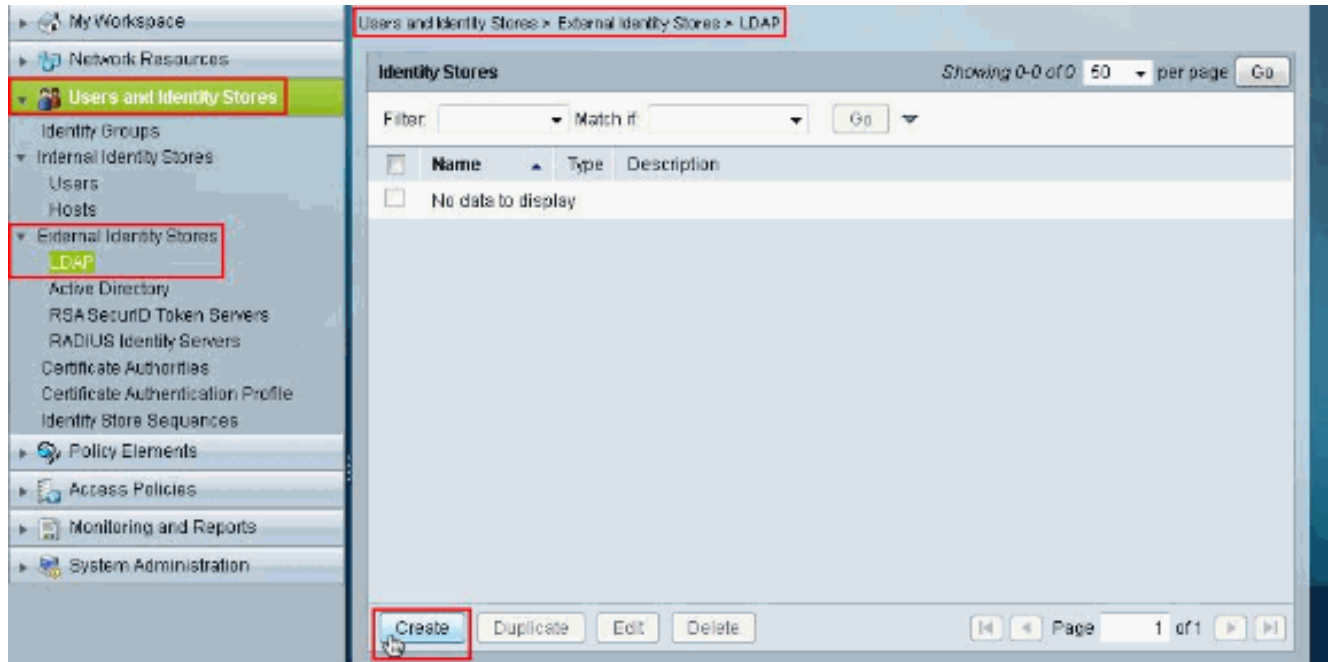 My Workspace
Network Resources
Users and Identity Stores
Identity Groups
Internal Identity Stores
Users
Hosts
External Identity Stores
LDAP
Active Directory
RSA SecurID Token Servers
RADIUS Identity Servers
Certificate Authorities
Certificate Authentication Profile
Identity Store Sequences
Policy Elements
Access Policies
Monitoring and Reports
System Administration
Users and Identity Stores > External Identity Stores > LDAP
Identity Stores Showing 0-0 of 0 50 per page Go
Filter: Match if: Go
Name Type Description
No data to display
Create Duplicate Edit Delete Page 1 of 1